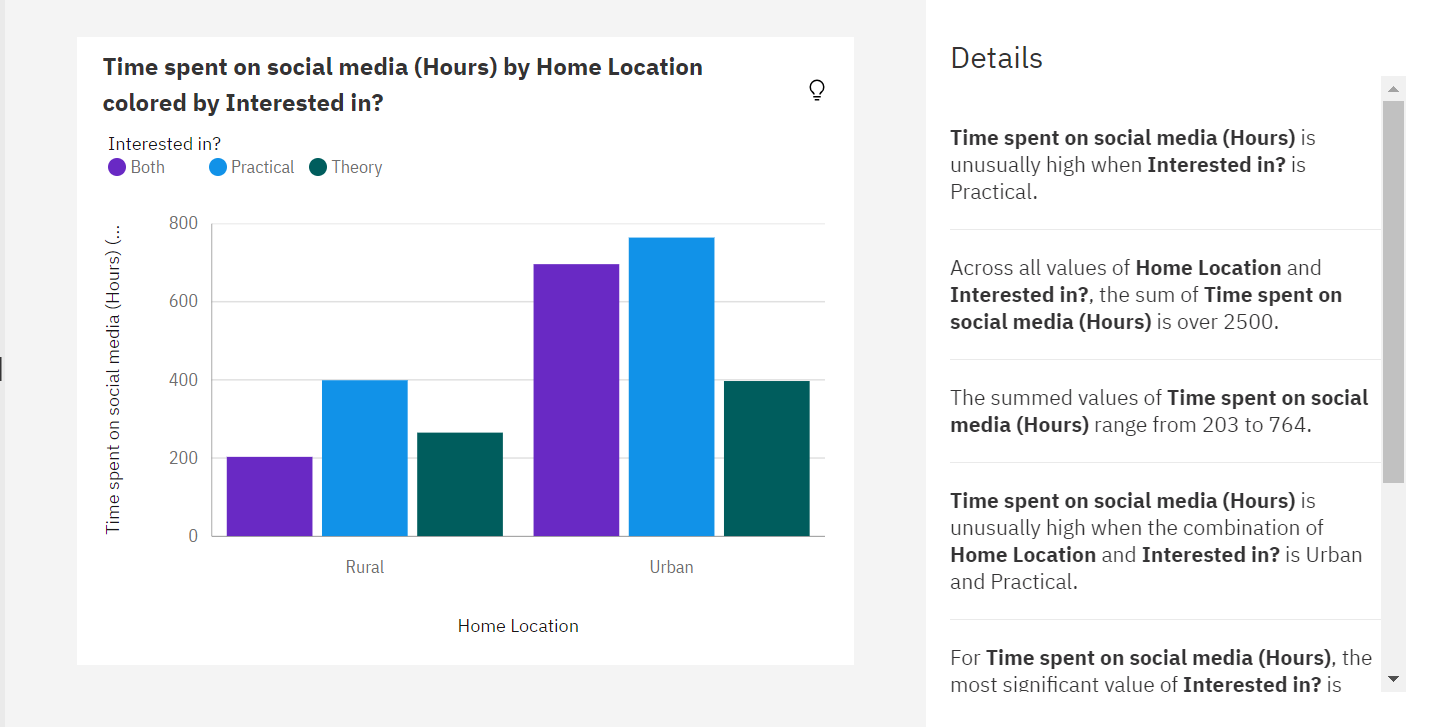 Time spent on social media (Hours) by Home Location
colored by Interested in?
Interested in?
Both Practical Theory
Time spent on social media (Hours) (...
800
600
400
200
0
Rural Urban
Home Location
Details
Time spent on social media (Hours) is
unusually high when Interested in? is
Practical.
Across all values of Home Location and
Interested in?, the sum of Time spent on
social media (Hours) is over 2500.
The summed values of Time spent on social
media (Hours) range from 203 to 764.
Time spent on social media (Hours) is
unusually high when the combination of
Home Location and Interested in? is Urban
and Practical.
For Time spent on social media (Hours), the
most significant value of Interested in? is